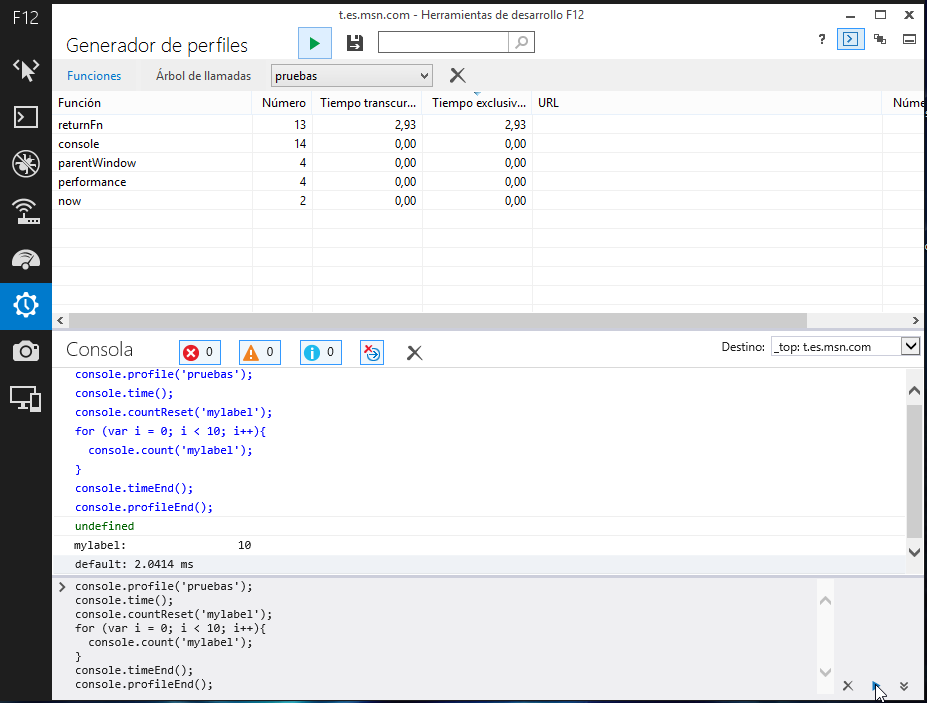 F12
t.es.msn.com - Herramientas de desarrollo F12
Generador de perfiles
?
Funciones Árbol de llamadas pruebas
Función Número Tiempo transcur... Tiempo exclusiv... URL Núme
returnFn 13 2,93 2,93
console 14 0,00 0,00
parentWindow 4 0,00 0,00
performance 4 0,00 0,00
now 2 0,00 0,00
Consola 0 0 0 Destino: _top: t.es.msn.com
console.profile('pruebas');
console.time();
console.countReset('mylabel');
for (var i = 0; i < 10; i++){
console.count('mylabel');
}
console.timeEnd();
console.profileEnd();
undefined
mylabel: 10
default: 2.0414 ms
console.profile('pruebas');
console.time();
console.countReset('mylabel');
for (var i = 0; i < 10; i++){
console.count('mylabel');
}
console.timeEnd();
console.profileEnd();